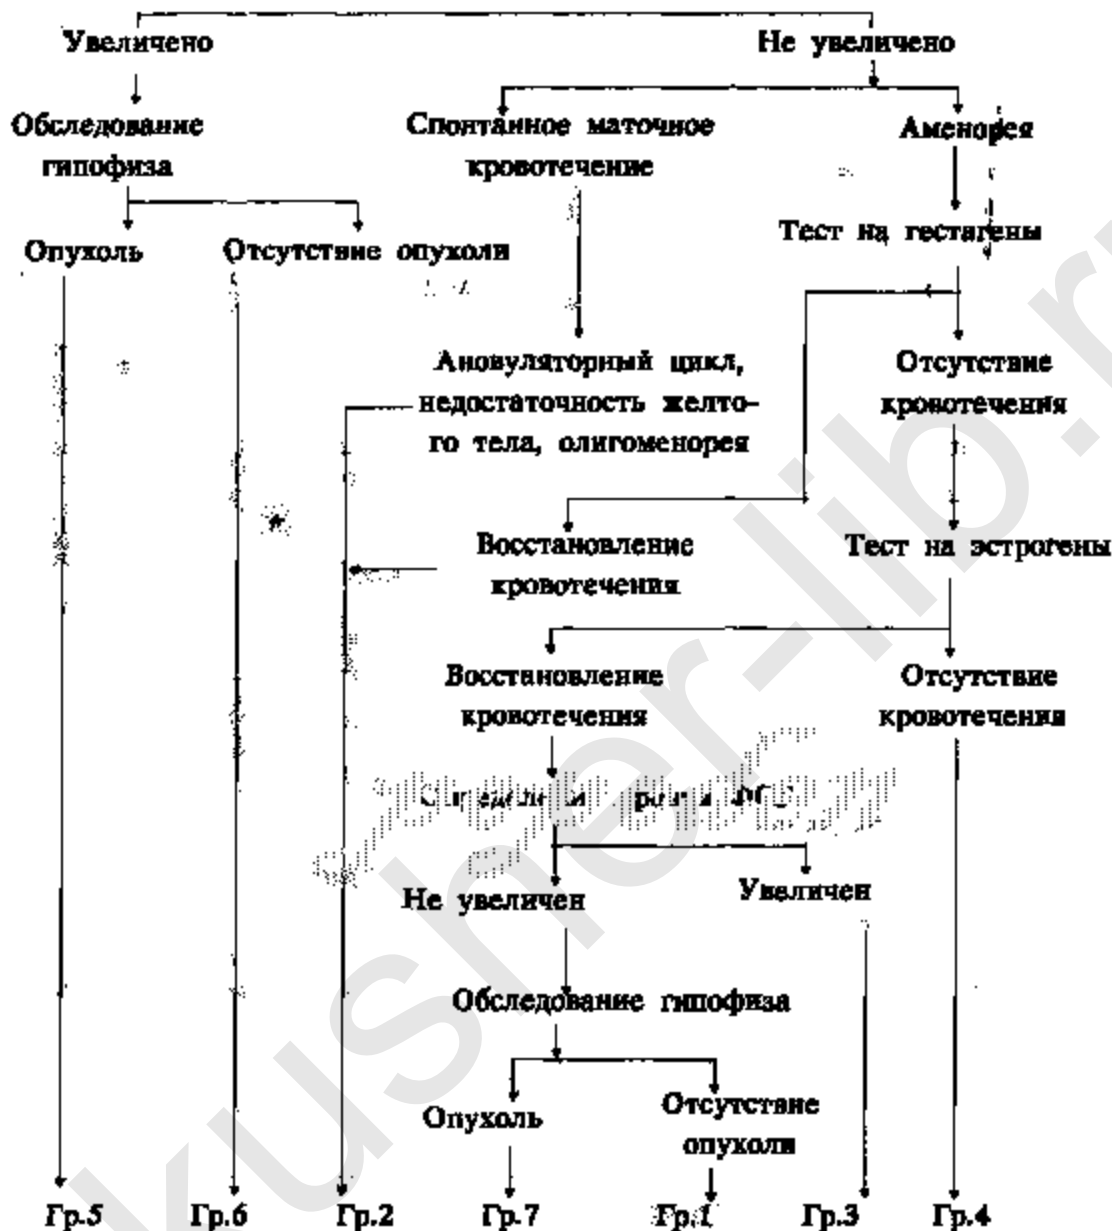 Увеличено Не увеличено
Обследование Спонтанное маточное Аменорея
гипофиза кровотечение
Тест на гестагены
Опухоль Отсутствие опухоли
Ановуляторный цикл, Отсутствие
недостаточность желто- кровотечения
го тела, олигоменорея
Восстановление Тест на эстрогены
кровотечения
Восстановление Отсутствие
кровотечения кровотечения
Не увеличен Увеличен
Обследование гипофиза
Опухоль Отсутствие
опухоли
Гр.5 Гр.6 Гр.2 Гр.7 Гр.1 Гр.3 Гр.4